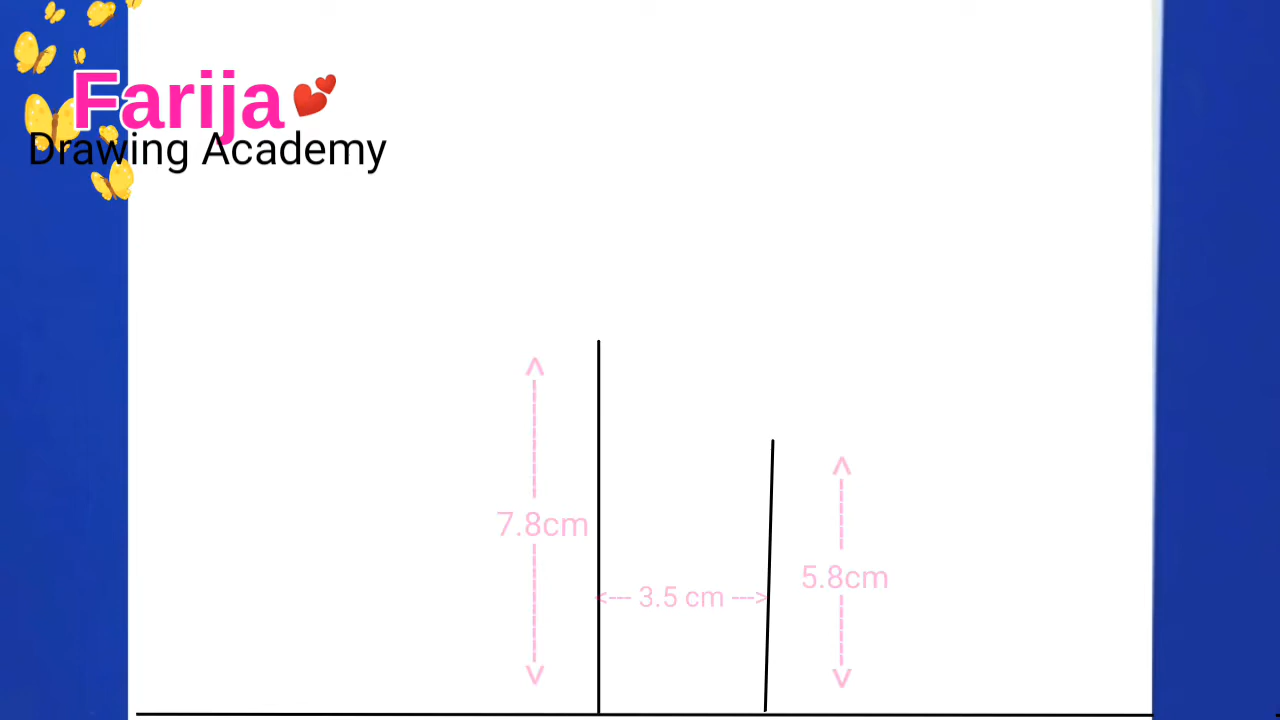 Farija💕
Drawing Academy
7.8cm
5.8cm
<--- 3.5 cm --->